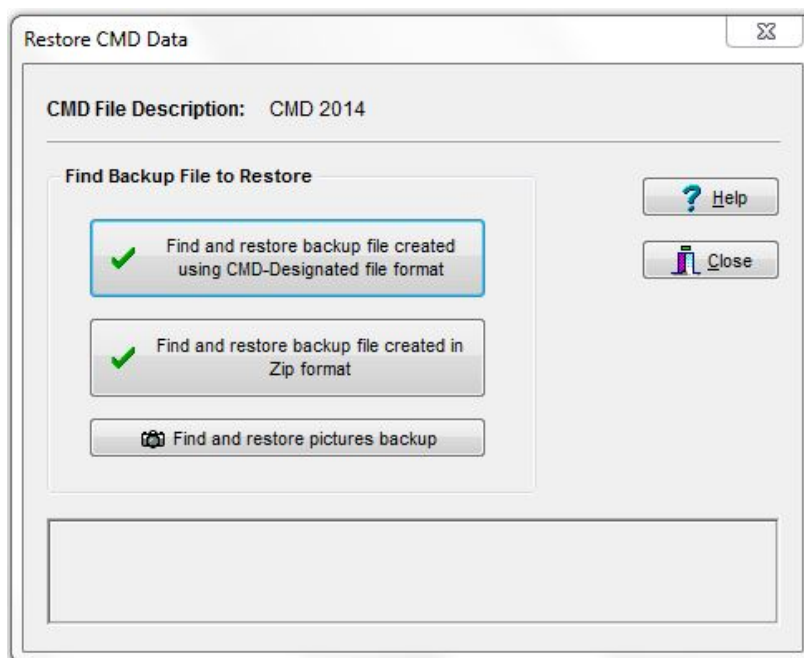 Restore CMD Data
CMD File Description: CMD 2014
Find Backup File to Restore
Find and restore backup file created
using CMD-Designated file format
Find and restore backup file created in
Zip format
Find and restore pictures backup
Help
Close